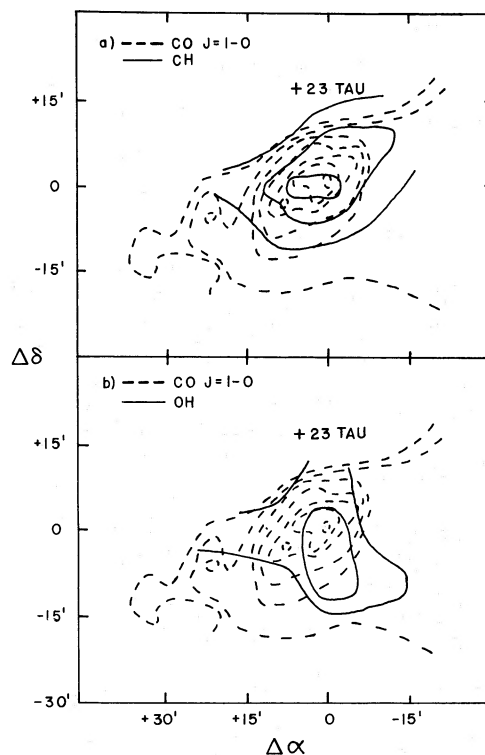 a) CO J=1-0
CH
+23 TAU
+15'
0
-15'
Δδ
b) CO J=1-0
OH
+23 TAU
+15'
0
-15'
-30'
+30' +15' 0 -15'
Δα